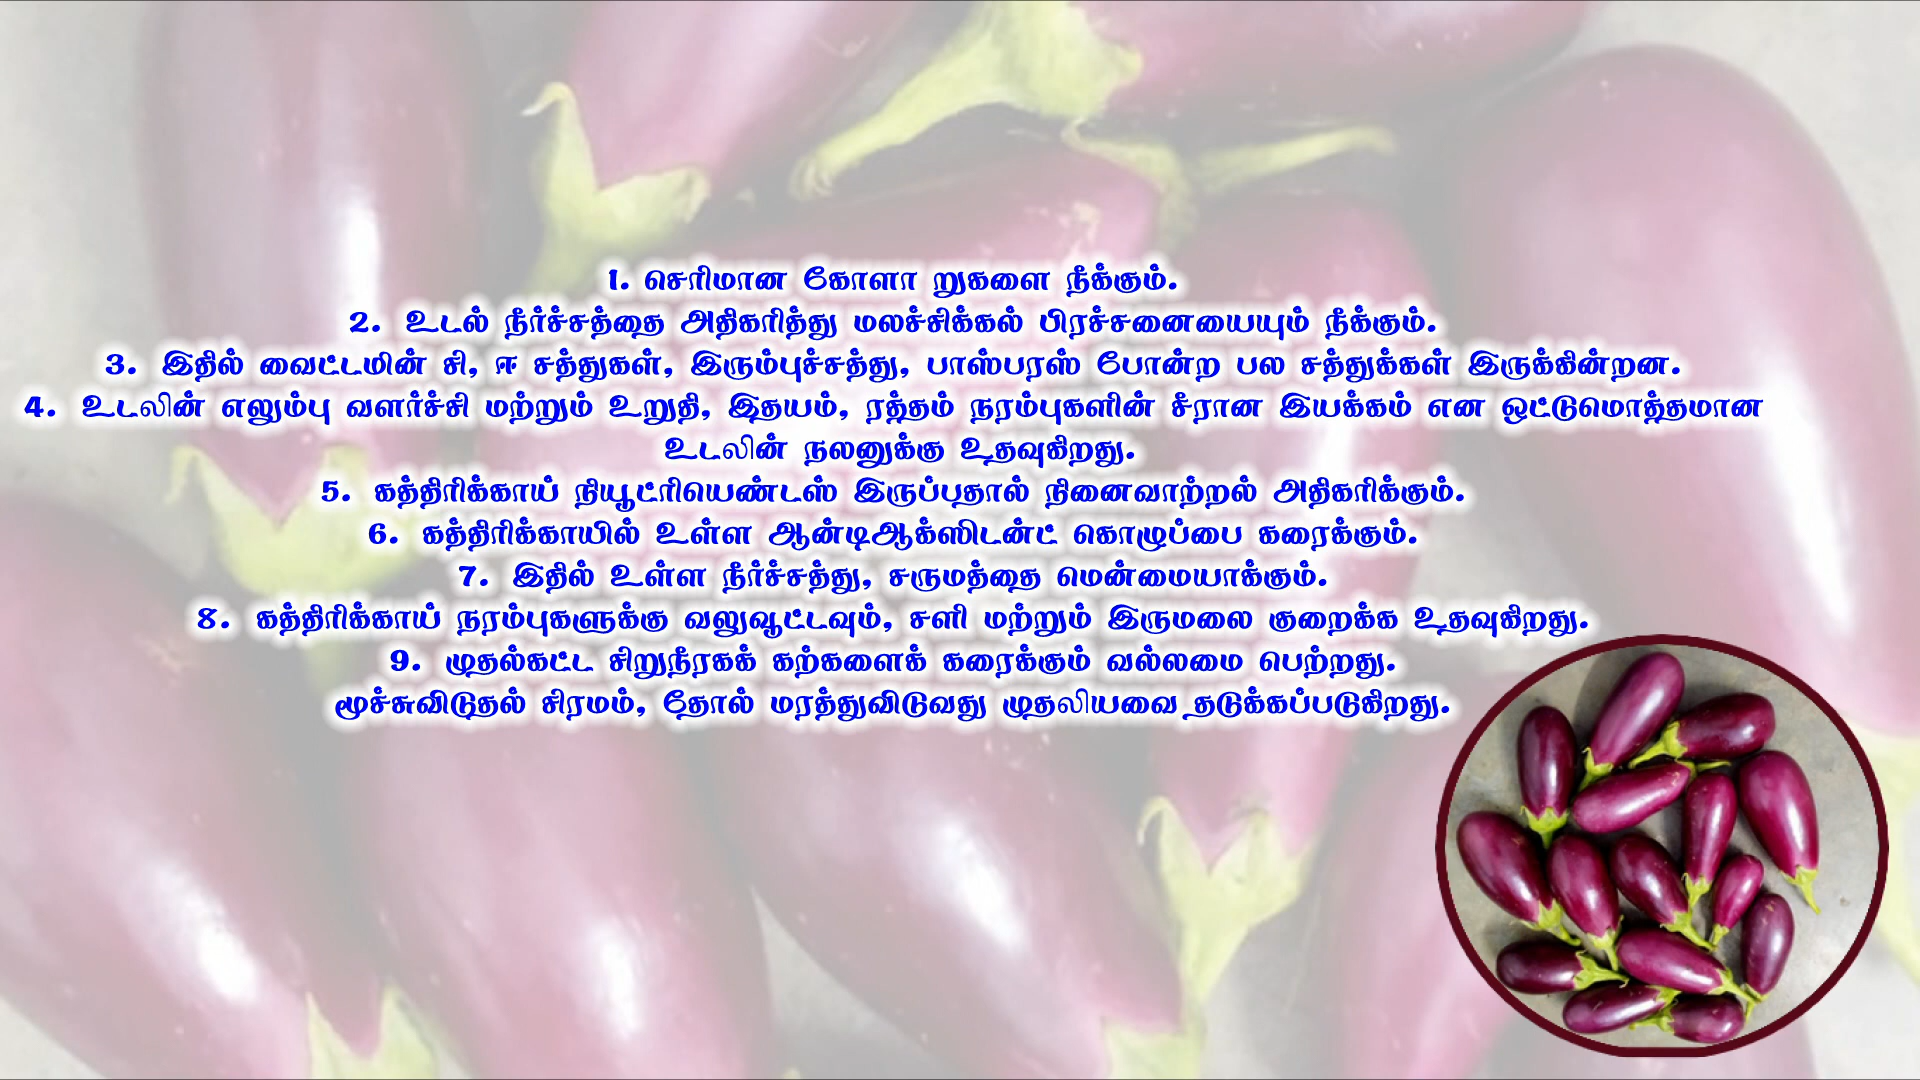 1. செரிமான கோளா றுகளை நீக்கும்.
2. உடல் நீர்ச்சத்தை அதிகரித்து மலச்சிக்கல் பிரச்சனையையும் நீக்கும்.
3. இதில் வைட்டமின் சி, ஈ சத்துகள், இரும்புச்சத்து, பாஸ்பரஸ் போன்ற பல சத்துக்கள் இருக்கின்றன.
4. உடலின் எலும்பு வளர்ச்சி மற்றும் உறுதி, இதயம், ரத்தம் நரம்புகளின் சீரான இயக்கம் என ஒட்டுமொத்தமான
உடலின் நலனுக்கு உதவுகிறது.
5. கத்திரிக்காய் நியூட்ரியெண்டஸ் இருப்பதால் நினைவாற்றல் அதிகரிக்கும்.
6. கத்திரிக்காயில் உள்ள ஆன்டிஆக்ஸிடன்ட் கொழுப்பை கரைக்கும்.
7. இதில் உள்ள நீர்ச்சத்து, சருமத்தை மென்மையாக்கும்.
8. கத்திரிக்காய் நரம்புகளுக்கு வலுவூட்டவும், சளி மற்றும் இருமலை குறைக்க உதவுகிறது.
9. முதல்கட்ட சிறுநீரகக் கற்களைக் கரைக்கும் வல்லமை பெற்றது.
மூச்சுவிடுதல் சிரமம், தோல் மரத்துவிடுவது முதலியவை தடுக்கப்படுகிறது.